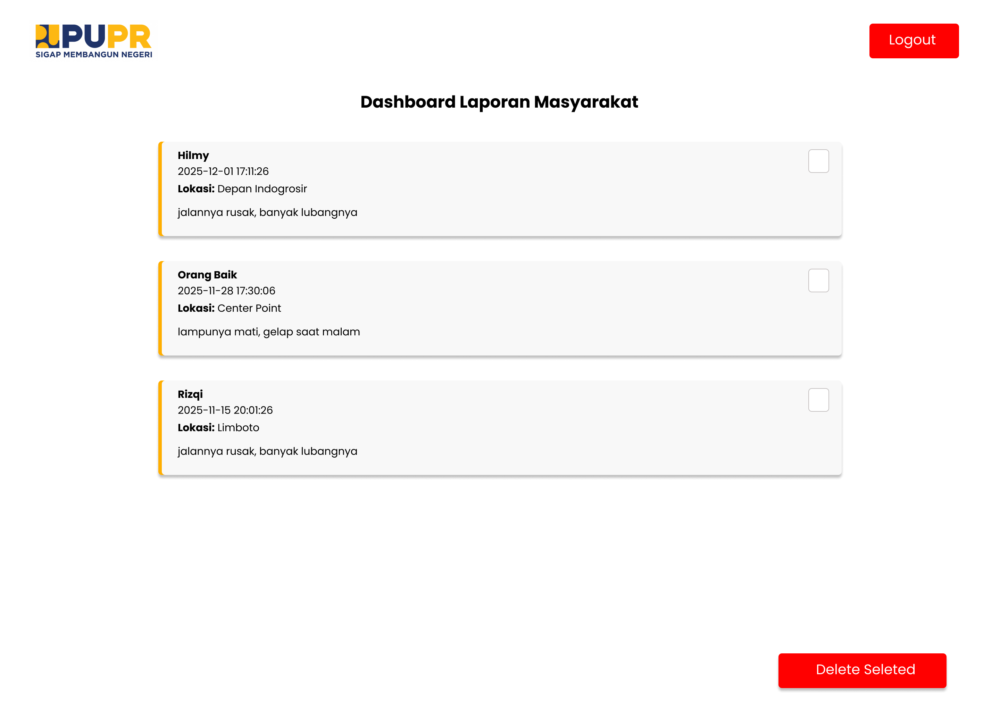 PUPR
SIGAP MEMBANGUN NEGERI
Logout
Dashboard Laporan Masyarakat
Hilmy
2025-12-01 17:11:26
Lokasi: Depan Indogrosir
jalannya rusak, banyak lubangnya
Orang Baik
2025-11-28 17:30:06
Lokasi: Center Point
lampunya mati, gelap saat malam
Rizqi
2025-11-15 20:01:26
Lokasi: Limboto
jalannya rusak, banyak lubangnya
Delete Seleted